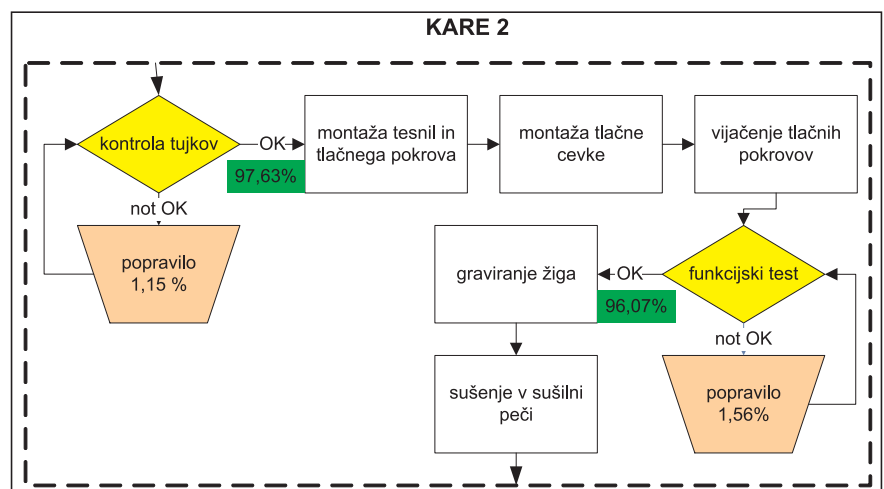 KARE 2
kontrola tujkov
OK
97,63%
not OK
popravilo
1,15 %
montaža tesnil in
tlačnega pokrova
montaža tlačne
cevke
vijačenje tlačnih
pokrovov
funkcijski test
OK
96,07%
not OK
popravilo
1,56%
graviranje žiga
sušenje v sušilni
peči